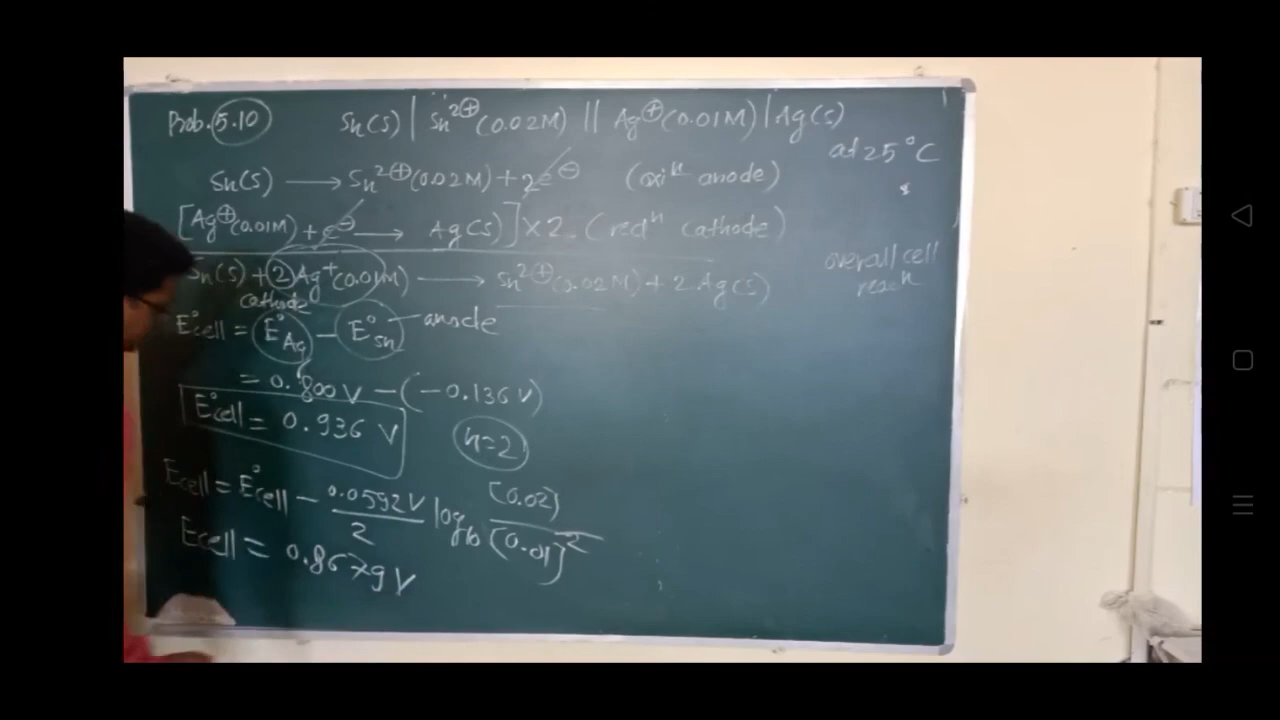 Prob. 5.10 Sn(s) | Sn²⊕(0.02M) || Ag⊕(0.01M) | Ag(s)
at 25°C
Sn(s) ⟶ Sn²⊕(0.02M) + 2e⊖ (oxiⁿ anode)
[Ag⊕(0.01M) + e⊖ ⟶ Ag(s)] × 2 (redⁿ cathode)
Sn(s) + 2Ag⁺(0.01M) ⟶ Sn²⊕(0.02M) + 2Ag(s)
overall cell
reacⁿ
cathode
E°cell = E°Ag − E°Sn anode
= 0.800 V − (−0.136 V)
E°cell = 0.936 V n=2
Ecell = E°cell − 0.0592V/2 log₁₀ [0.02]/[0.01]²
Ecell = 0.8679 V